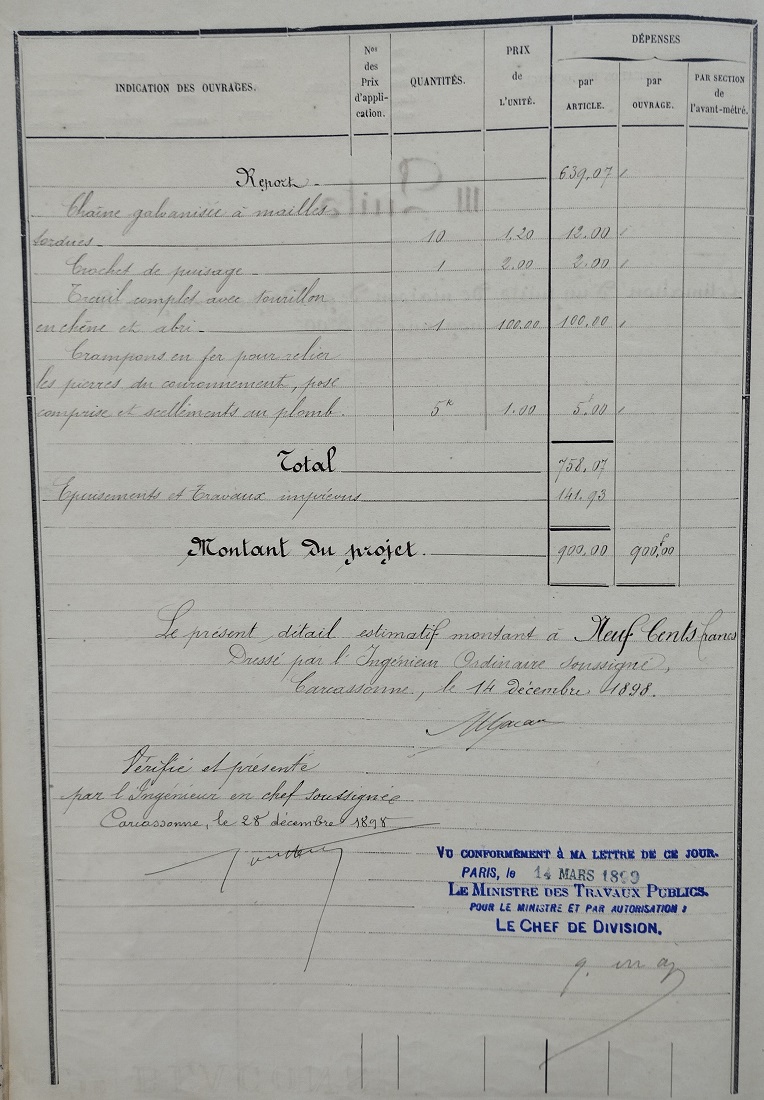 INDICATION DES OUVRAGES.
Nos des Prix d'appli-cation.
QUANTITÉS.
PRIX de L'UNITÉ.
DÉPENSES
par ARTICLE.
par OUVRAGE.
PAR SECTION de l'avant-métré.
Report 639.07
Chaîne galvanisée à mailles
tordues 10 1.20 12.00
Crochet de puisage 1 2.00 2.00
Treuil complet avec tourillon
en chêne et abri 1 100.00 100.00
Crampons en fer pour relier
les pierres du couronnement, pose
comprise et scellements au plomb. 5k 1.00 5.00
Total 758.07
Epuisements et Travaux imprévus 141.93
Montant du projet. 900.00 900f,00
Le présent détail estimatif montant à Neuf Cents francs
Dressé par l'Ingénieur Ordinaire soussigné,
Carcassonne, le 14 décembre 1898.
Vérifié et présenté
par l'Ingénieur en chef soussignée
Carcassonne, le 28 décembre 1898
VU CONFORMÉMENT À MA LETTRE DE CE JOUR.
PARIS, le 14 MARS 1899
LE MINISTRE DES TRAVAUX PUBLICS.
POUR LE MINISTRE ET PAR AUTORISATION :
LE CHEF DE DIVISION.